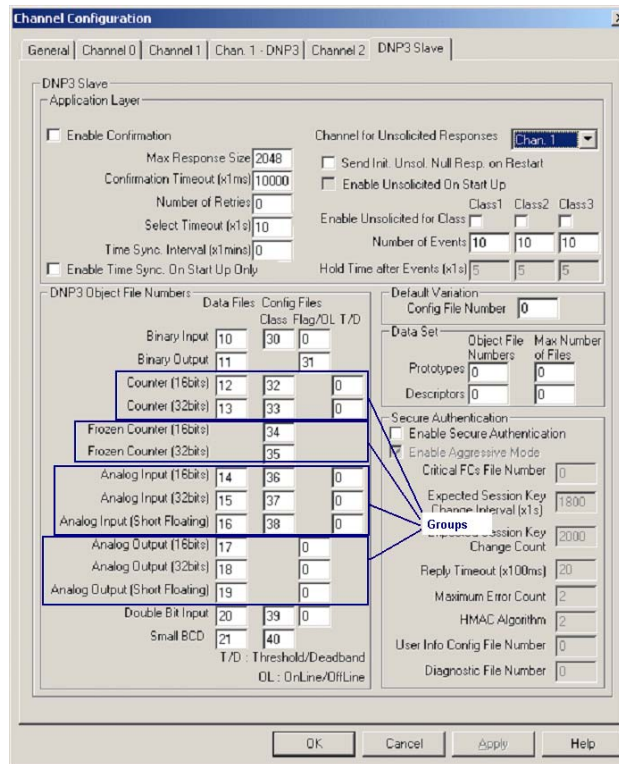 Channel Configuration
General Channel 0 Channel 1 Chan. 1 - DNP3 Channel 2 DNP3 Slave
DNP3 Slave
Application Layer
Enable Confirmation
Max Response Size 2048
Confirmation Timeout (x1ms) 10000
Number of Retries 0
Select Timeout (x1s) 10
Time Sync. Interval (x1mins) 0
Enable Time Sync. On Start Up Only
Channel for Unsolicited Responses Chan. 1
Send Init. Unsol. Null Resp. on Restart
Enable Unsolicited On Start Up
Class1 Class2 Class3
Enable Unsolicited for Class
Number of Events 10 10 10
Hold Time after Events (x1s) 5 5 5
DNP3 Object File Numbers
Data Files Config Files
Class Flag/OL T/D
Binary Input 10 30 0
Binary Output 11 31
Counter (16bits) 12 32 0
Counter (32bits) 13 33 0
Frozen Counter (16bits) 34
Frozen Counter (32bits) 35
Analog Input (16bits) 14 36 0
Analog Input (32bits) 15 37 0
Analog Input (Short Floating) 16 38 0
Analog Output (16bits) 17 0
Analog Output (32bits) 18 0
Analog Output (Short Floating) 19 0
Double Bit Input 20 39 0
Small BCD 21 40
T/D : Threshold/Deadband
OL : OnLine/OffLine
Default Variation
Config File Number 0
Data Set
Object File Numbers Max Number of Files
Prototypes 0 0
Descriptors 0 0
Secure Authentication
Enable Secure Authentication
Enable Aggressive Mode
Critical FCs File Number 0
Expected Session Key
Change Interval (x1s) 1800
Groups
Session Key
Change Count 2000
Reply Timeout (x100ms) 20
Maximum Error Count 2
HMAC Algorithm 2
User Info Config File Number 0
Diagnostic File Number 0
OK Cancel Apply Help